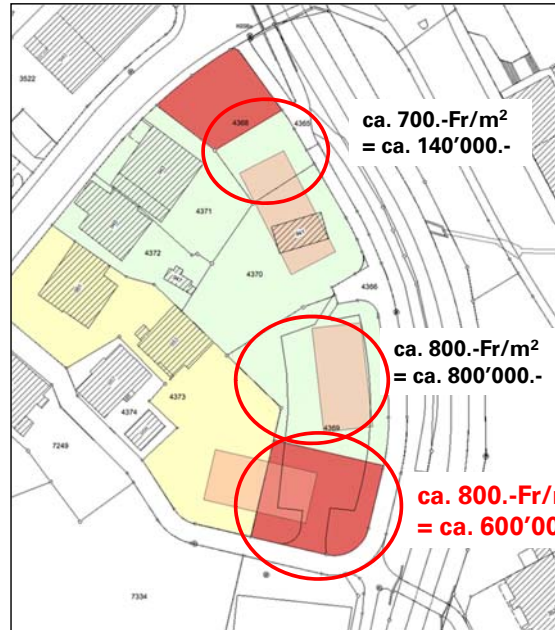 3522
4368
4365
ca. 700.-Fr/m²
= ca. 140’000.-
4371
4372
4370
4366
ca. 800.-Fr/m²
= ca. 800’000.-
4373
4374
4369
7249
ca. 800.-Fr/m
= ca. 600’00
7334